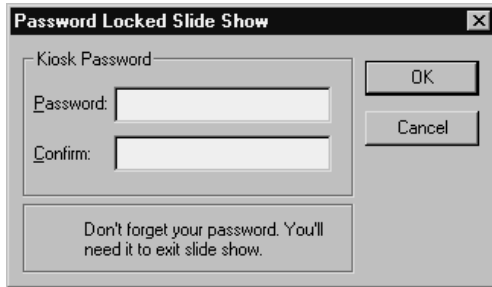 Password Locked Slide Show
Kiosk Password
Password:
Confirm:
OK
Cancel
Don't forget your password. You'll
need it to exit slide show.